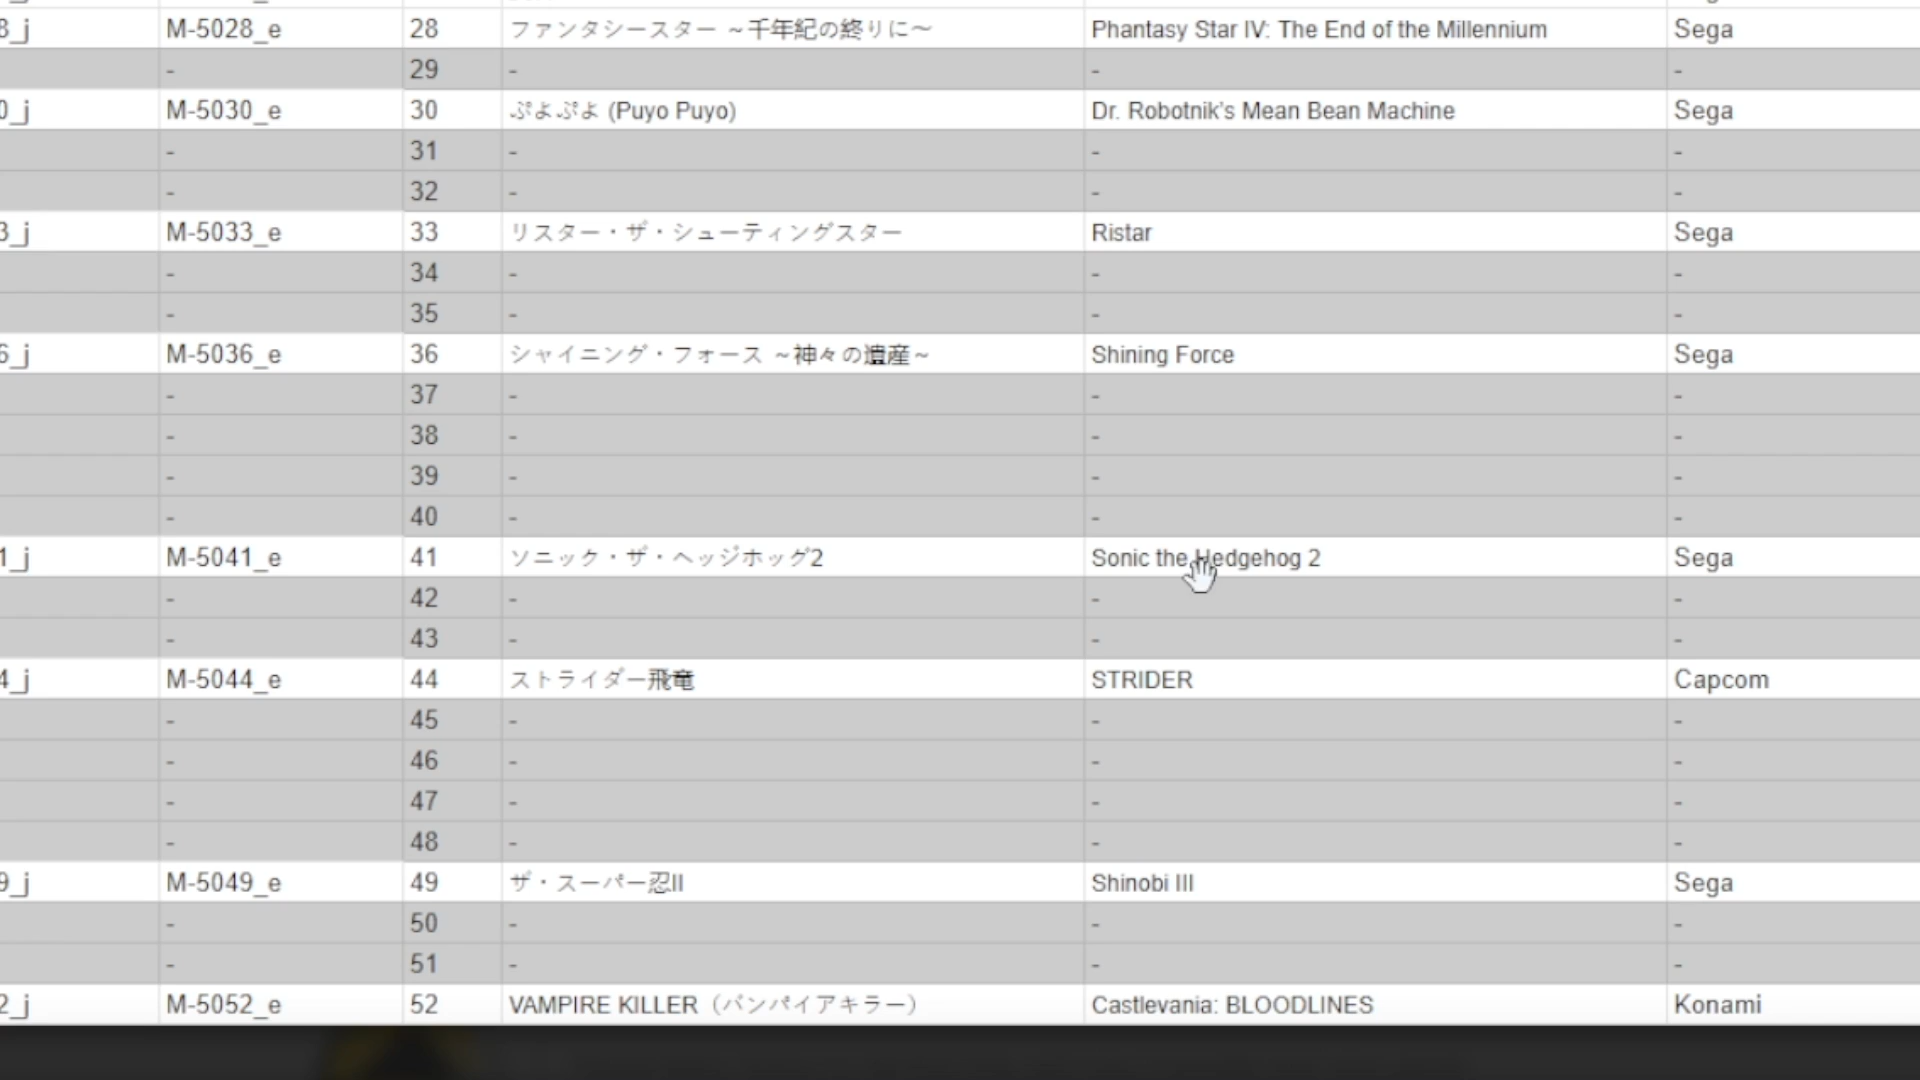 8_j M-5028_e 28 ファンタシースター ～千年紀の終りに～ Phantasy Star IV: The End of the Millennium Sega
- 29 - - -
0_j M-5030_e 30 ぷよぷよ (Puyo Puyo) Dr. Robotnik's Mean Bean Machine Sega
- 31 - - -
- 32 - - -
3_j M-5033_e 33 リスター・ザ・シューティングスター Ristar Sega
- 34 - - -
- 35 - - -
6_j M-5036_e 36 シャイニング・フォース ～神々の遺産～ Shining Force Sega
- 37 - - -
- 38 - - -
- 39 - - -
- 40 - - -
1_j M-5041_e 41 ソニック・ザ・ヘッジホッグ2 Sonic the Hedgehog 2 Sega
- 42 - - -
- 43 - - -
4_j M-5044_e 44 ストライダー飛竜 STRIDER Capcom
- 45 - - -
- 46 - - -
- 47 - - -
- 48 - - -
9_j M-5049_e 49 ザ・スーパー忍II Shinobi III Sega
- 50 - - -
- 51 - - -
2_j M-5052_e 52 VAMPIRE KILLER（バンパイアキラー） Castlevania: BLOODLINES Konami